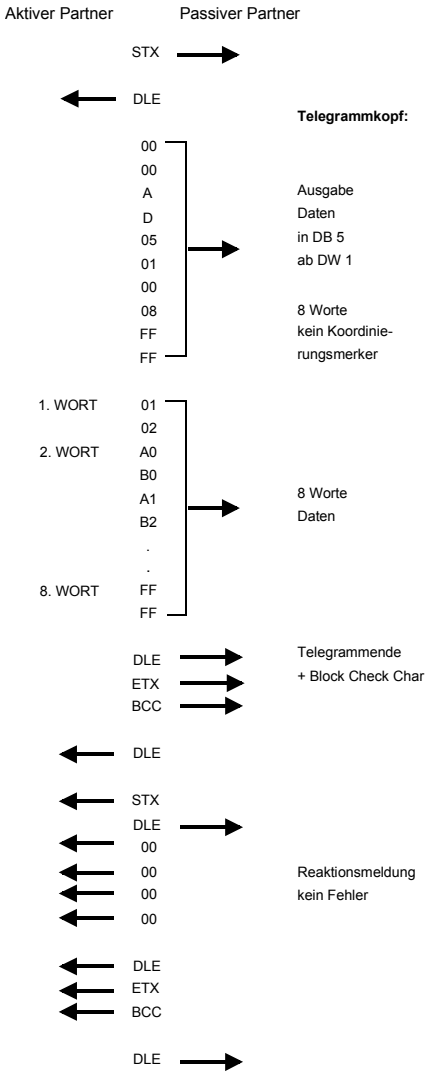 Aktiver Partner Passiver Partner
STX
DLE
Telegrammkopf:
00
00
A Ausgabe
D Daten
05 in DB 5
01 ab DW 1
00
08 8 Worte
FF kein Koordinie-
FF rungsmerker
1. WORT 01
02
2. WORT A0
B0
A1 8 Worte
B2 Daten
.
.
8. WORT FF
FF
DLE Telegrammende
ETX + Block Check Char
BCC
DLE
STX
DLE
00
00 Reaktionsmeldung
00 kein Fehler
00
DLE
ETX
BCC
DLE